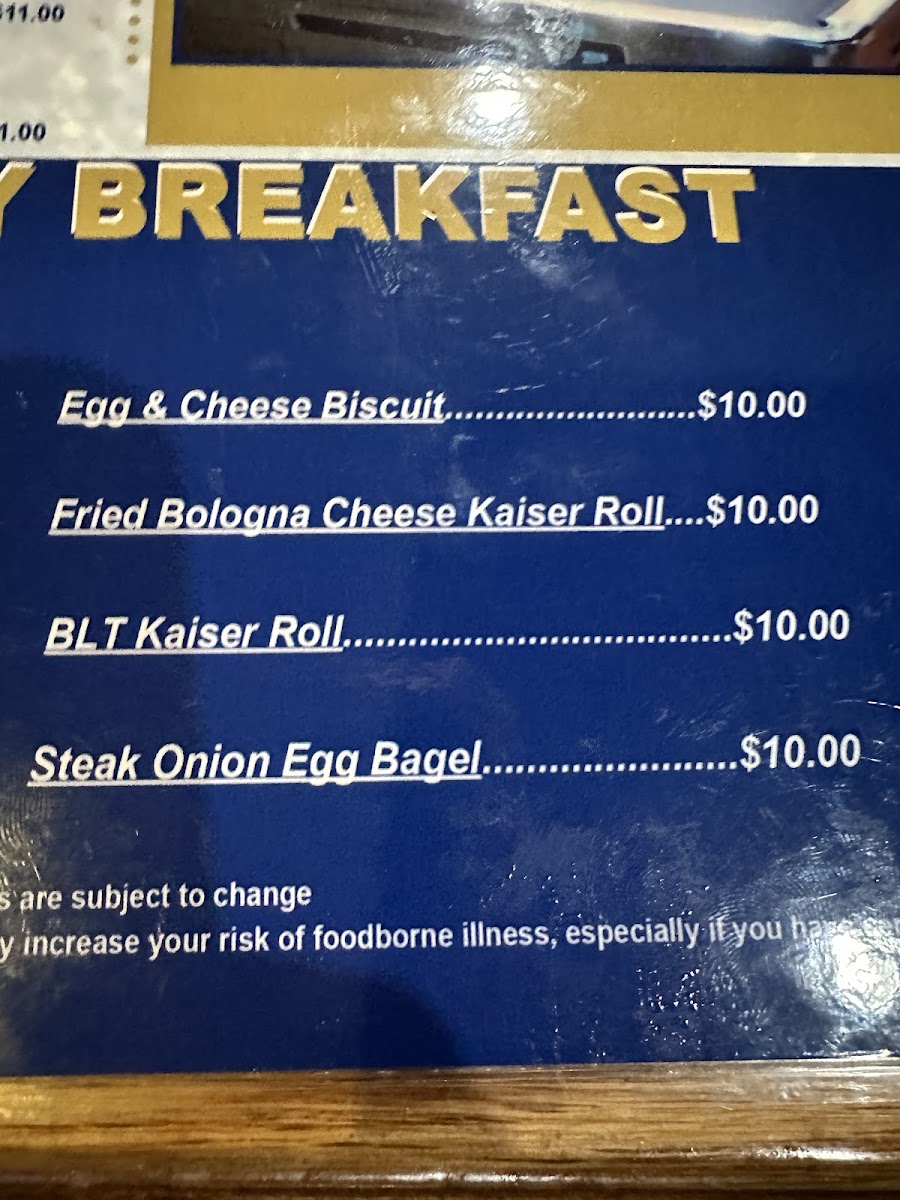 $11.00
1.00
Y BREAKFAST
Egg & Cheese Biscuit.......................$10.00
Fried Bologna Cheese Kaiser Roll....$10.00
BLT Kaiser Roll...................................$10.00
Steak Onion Egg Bagel.......................$10.00
s are subject to change
y increase your risk of foodborne illness, especially if you have